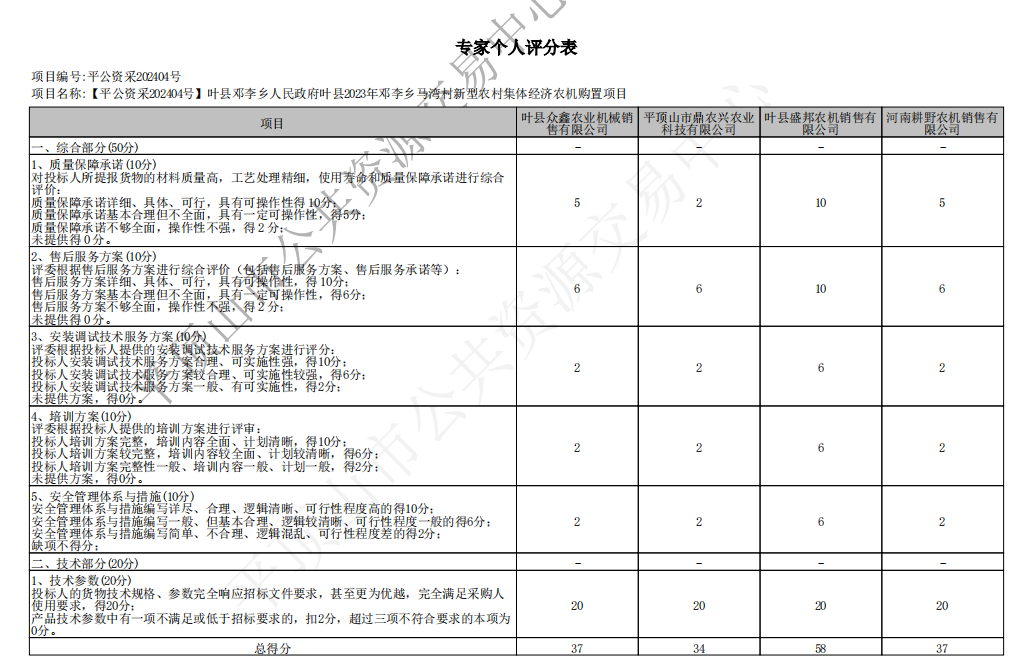 专家个人评分表
项目编号:平公资采202404号
项目名称:【平公资采202404号】叶县邓李乡人民政府叶县2023年邓李乡马湾村新型农村集体经济农机购置项目
项目 叶县众鑫农业机械销售有限公司 平顶山市鼎农兴农业科技有限公司 叶县盛邦农机销售有限公司 河南耕野农机销售有限公司
一、综合部分(50分) - - - -
1、质量保障承诺(10分)
对投标人所提报货物的材料质量高，工艺处理精细，使用寿命和质量保障承诺进行综合
评价:
质量保障承诺详细、具体、可行，具有可操作性得 10分;
质量保障承诺基本合理但不全面，具有一定可操作性，得5分;
质量保障承诺不够全面，操作性不强，得 2 分;
未提供得 0 分。
5 2 10 5
2、售后服务方案(10分)
评委根据售后服务方案进行综合评价（包括售后服务方案、售后服务承诺等）:
售后服务方案详细、具体、可行，具有可操作性，得 10分;
售后服务方案基本合理但不全面，具有一定可操作性，得6分;
售后服务方案不够全面，操作性不强，得 2 分;
未提供得 0 分。
6 6 10 6
3、安装调试技术服务方案(10分)
评委根据投标人提供的安装调试技术服务方案进行评分;
投标人安装调试技术服务方案合理、可实施性强，得10分;
投标人安装调试技术服务方案较合理、可实施性较强，得6分;
投标人安装调试技术服务方案一般、有可实施性，得2分;
未提供方案，得0分。
2 2 6 2
4、培训方案(10分)
评委根据投标人提供的培训方案进行评审:
投标人培训方案完整，培训内容全面、计划清晰，得10分;
投标人培训方案较完整，培训内容较全面、计划较清晰，得6分;
投标人培训方案完整性一般、培训内容一般、计划一般，得2分;
未提供方案，得0分。
2 2 6 2
5、安全管理体系与措施(10分)
安全管理体系与措施编写详尽、合理、逻辑清晰、可行性程度高的得10分;
安全管理体系与措施编写一般、但基本合理、逻辑较清晰、可行性程度一般的得6分;
安全管理体系与措施编写简单、不合理、逻辑混乱、可行性程度差的得2分;
缺项不得分;
2 2 6 2
二、技术部分(20分) - - - -
1、技术参数(20分)
投标人的货物技术规格、参数完全响应招标文件要求，甚至更为优越，完全满足采购人
使用要求，得20分;
产品技术参数中有一项不满足或低于招标要求的，扣2分，超过三项不符合要求的本项为
0分。
20 20 20 20
总得分 37 34 58 37
平顶山市公共资源交易中心
平顶山市公共资源交易中心